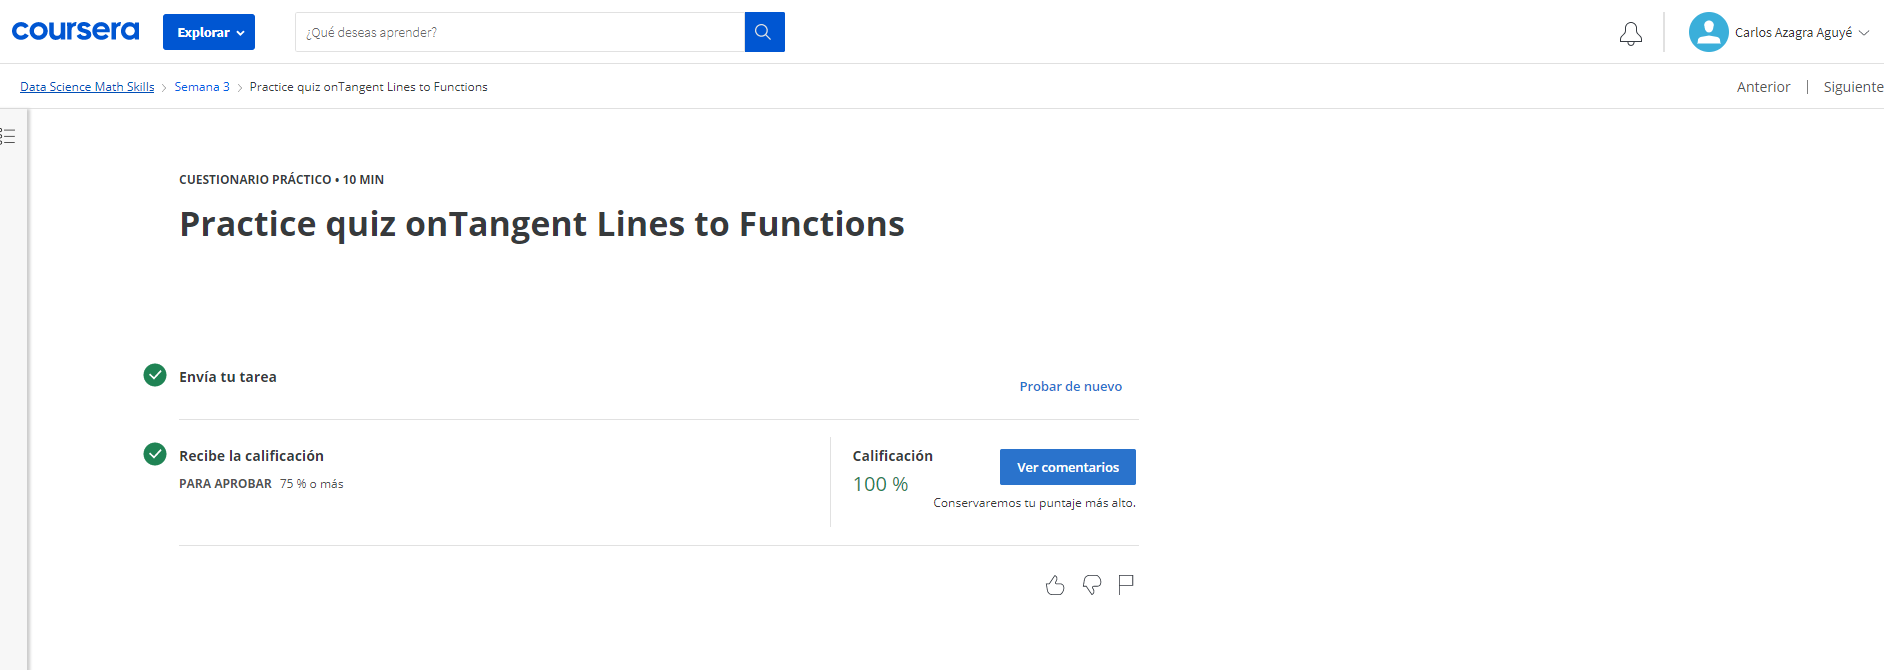 coursera
Explorar
¿Qué deseas aprender?
Carlos Azagra Aguyé
Data Science Math Skills > Semana 3 > Practice quiz onTangent Lines to Functions
Anterior | Siguiente
CUESTIONARIO PRÁCTICO • 10 MIN
Practice quiz onTangent Lines to Functions
Envía tu tarea
Probar de nuevo
Recibe la calificación
PARA APROBAR 75 % o más
Calificación
100 %
Ver comentarios
Conservaremos tu puntaje más alto.